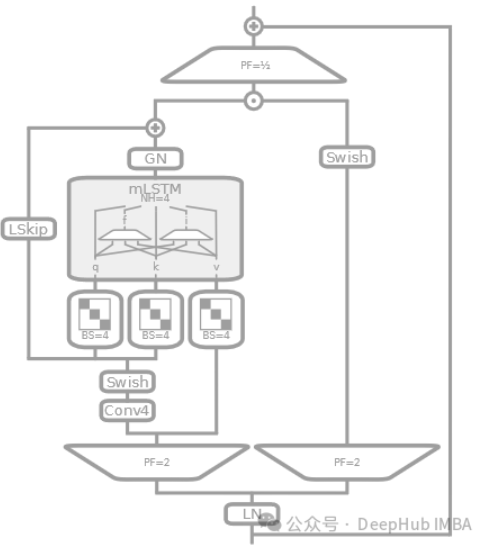 PF=½
GN
Swish
mLSTM
NH=4
f
i
LSkip
q k v
BS=4 BS=4 BS=4
Swish
Conv4
PF=2 PF=2
LN
公众号 · DeepHub IMBA